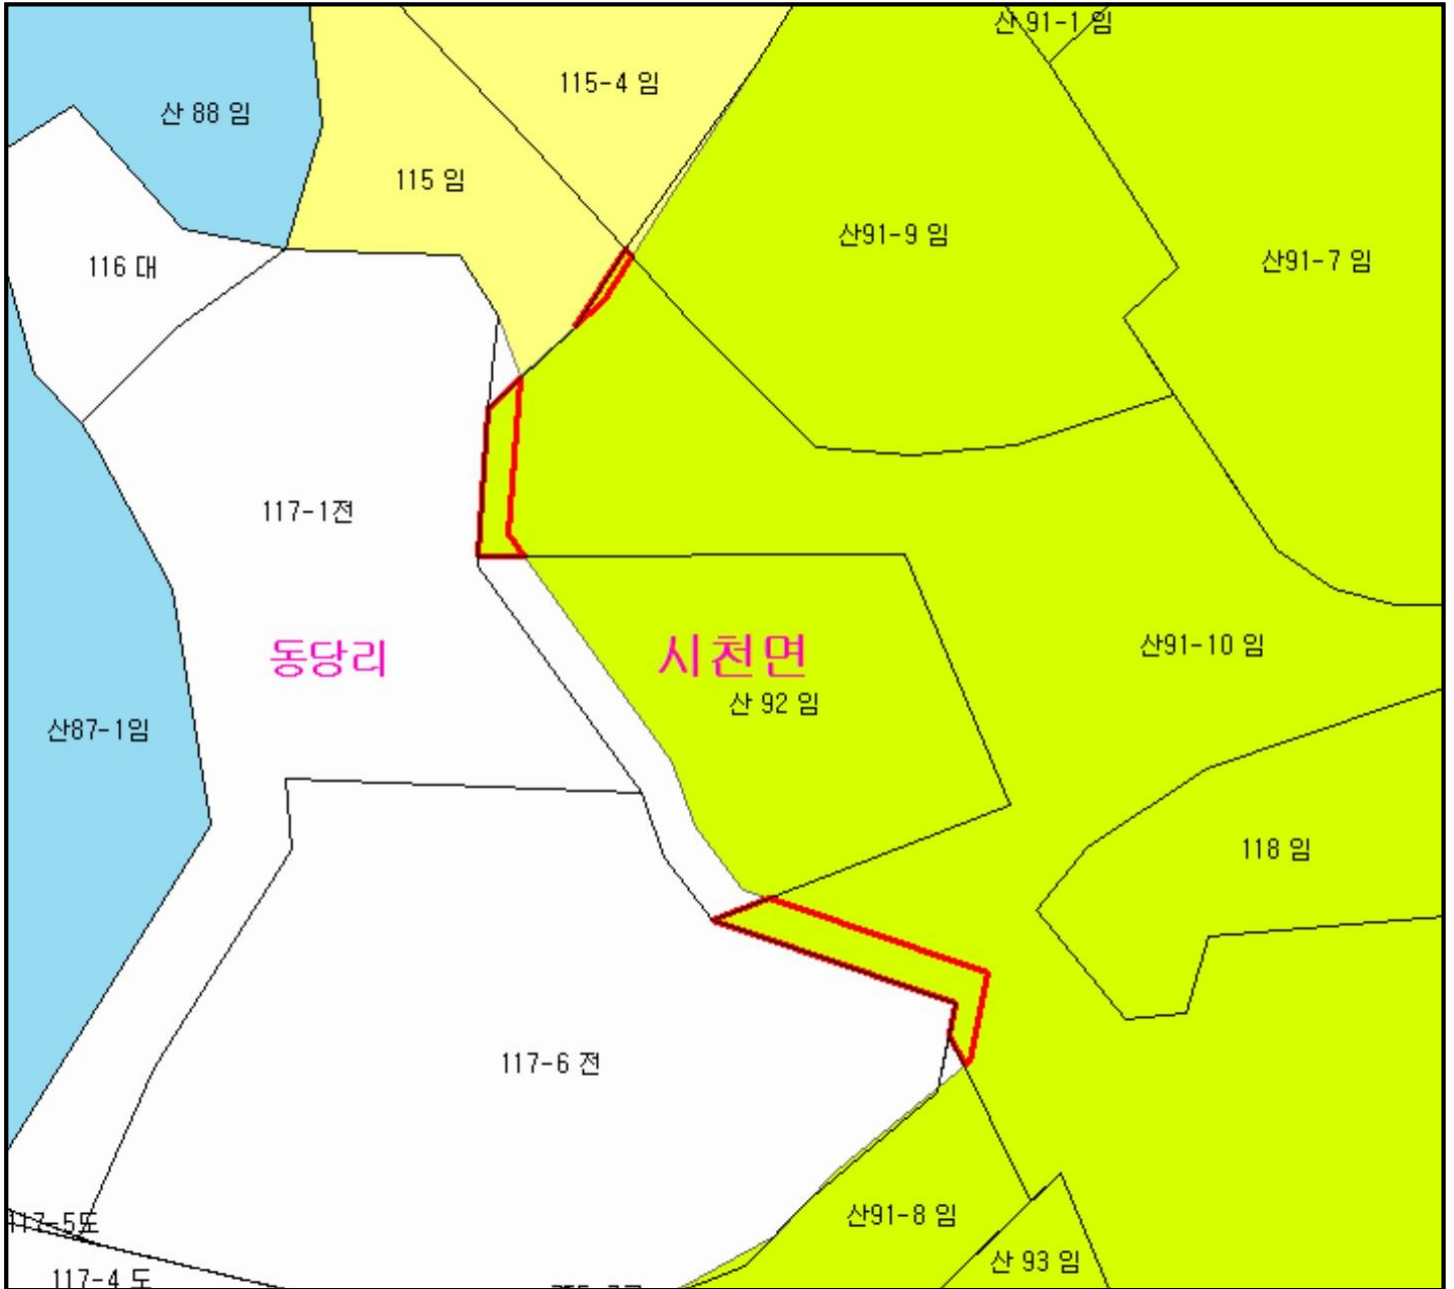 산 91-1 임
115-4 임
산 88 임
115 임
산91-9 임
산91-7 임
116 대
117-1전
동당리
시천면
산91-10 임
산 92 임
산87-1임
118 임
117-6 전
117-5도
산91-8 임
산 93 임
117-4 도